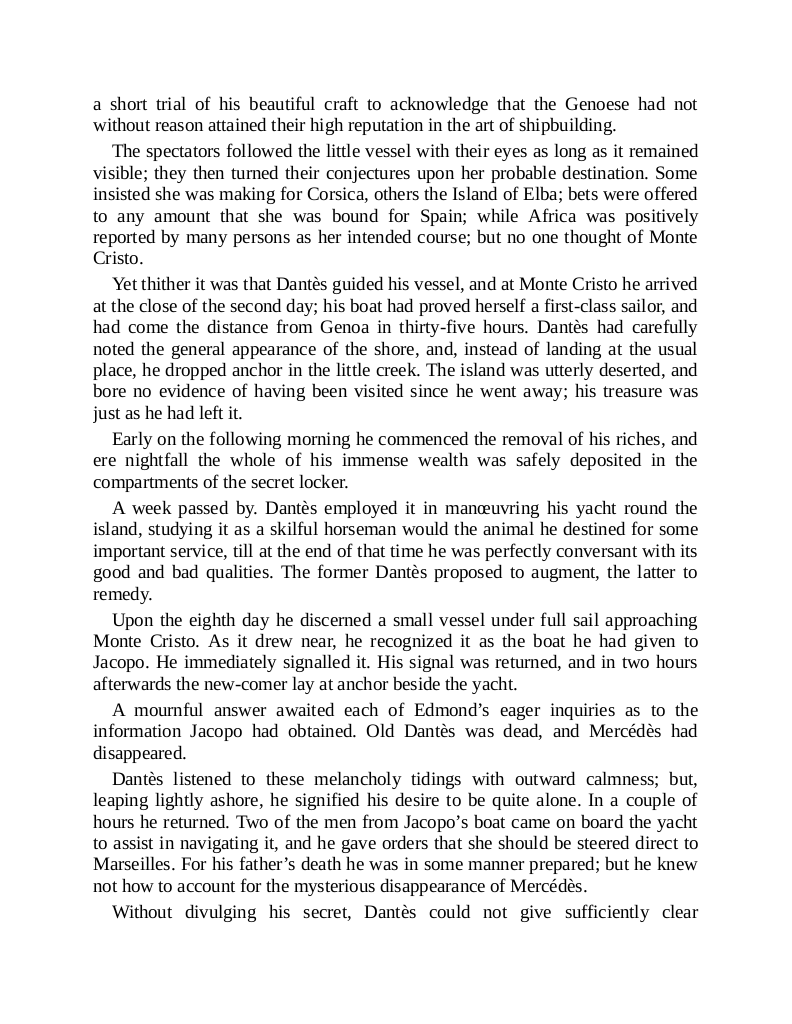 a short trial of his beautiful craft to acknowledge that the Genoese had not
without reason attained their high reputation in the art of shipbuilding.
The spectators followed the little vessel with their eyes as long as it remained
visible; they then turned their conjectures upon her probable destination. Some
insisted she was making for Corsica, others the Island of Elba; bets were offered
to any amount that she was bound for Spain; while Africa was positively
reported by many persons as her intended course; but no one thought of Monte
Cristo.
Yet thither it was that Dantès guided his vessel, and at Monte Cristo he arrived
at the close of the second day; his boat had proved herself a first-class sailor, and
had come the distance from Genoa in thirty-five hours. Dantès had carefully
noted the general appearance of the shore, and, instead of landing at the usual
place, he dropped anchor in the little creek. The island was utterly deserted, and
bore no evidence of having been visited since he went away; his treasure was
just as he had left it.
Early on the following morning he commenced the removal of his riches, and
ere nightfall the whole of his immense wealth was safely deposited in the
compartments of the secret locker.
A week passed by. Dantès employed it in manœuvring his yacht round the
island, studying it as a skilful horseman would the animal he destined for some
important service, till at the end of that time he was perfectly conversant with its
good and bad qualities. The former Dantès proposed to augment, the latter to
remedy.
Upon the eighth day he discerned a small vessel under full sail approaching
Monte Cristo. As it drew near, he recognized it as the boat he had given to
Jacopo. He immediately signalled it. His signal was returned, and in two hours
afterwards the new-comer lay at anchor beside the yacht.
A mournful answer awaited each of Edmond’s eager inquiries as to the
information Jacopo had obtained. Old Dantès was dead, and Mercédès had
disappeared.
Dantès listened to these melancholy tidings with outward calmness; but,
leaping lightly ashore, he signified his desire to be quite alone. In a couple of
hours he returned. Two of the men from Jacopo’s boat came on board the yacht
to assist in navigating it, and he gave orders that she should be steered direct to
Marseilles. For his father’s death he was in some manner prepared; but he knew
not how to account for the mysterious disappearance of Mercédès.
Without divulging his secret, Dantès could not give sufficiently clear